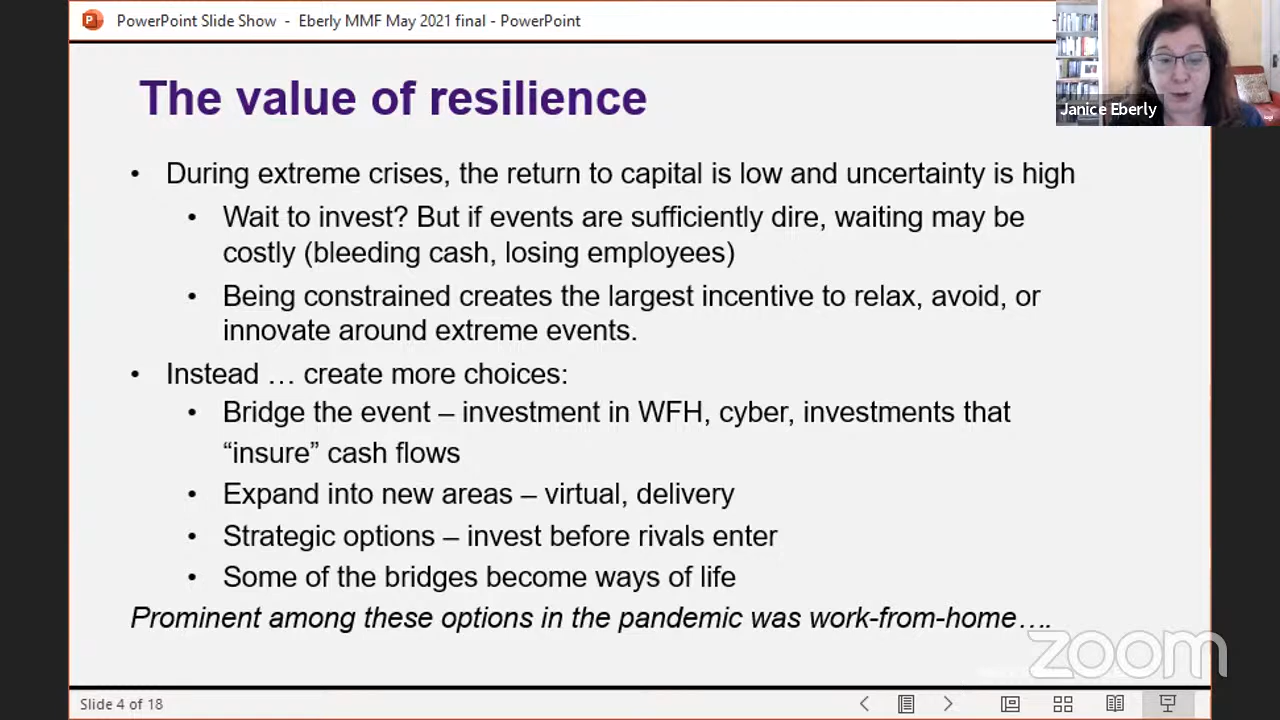 PowerPoint Slide Show - Eberly MMF May 2021 final - PowerPoint
The value of resilience
Janice Eberly
• During extreme crises, the return to capital is low and uncertainty is high
• Wait to invest? But if events are sufficiently dire, waiting may be
costly (bleeding cash, losing employees)
• Being constrained creates the largest incentive to relax, avoid, or
innovate around extreme events.
• Instead … create more choices:
• Bridge the event – investment in WFH, cyber, investments that
“insure” cash flows
• Expand into new areas – virtual, delivery
• Strategic options – invest before rivals enter
• Some of the bridges become ways of life
Prominent among these options in the pandemic was work-from-home….
zoom
Slide 4 of 18